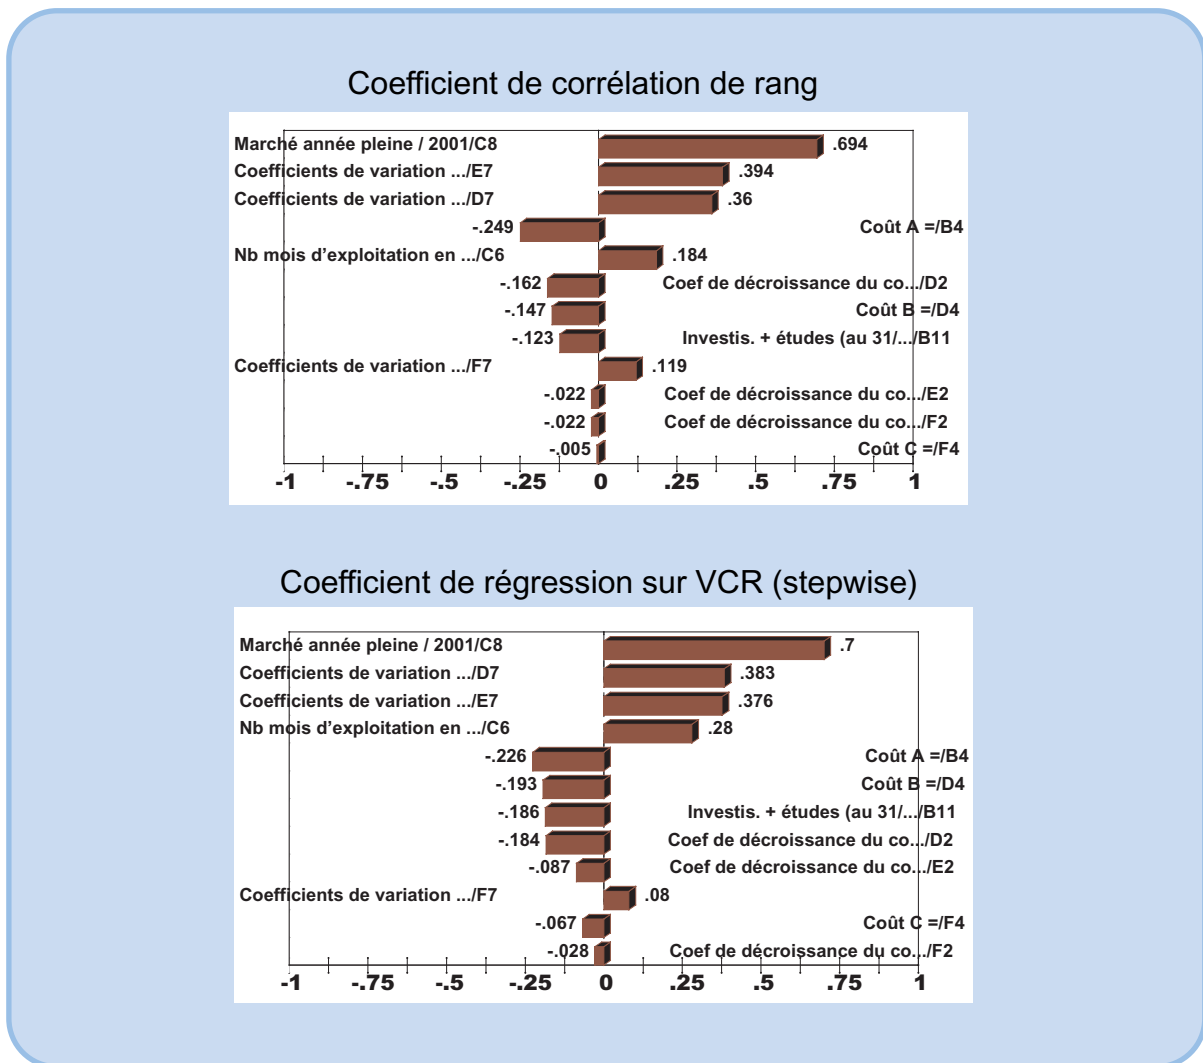 Coefficient de corrélation de rang
Marché année pleine / 2001/C8 .694
Coefficients de variation .../E7 .394
Coefficients de variation .../D7 .36
-.249 Coût A =/B4
Nb mois d’exploitation en .../C6 .184
-.162 Coef de décroissance du co.../D2
-.147 Coût B =/D4
-.123 Investis. + études (au 31/.../B11
Coefficients de variation .../F7 .119
-.022 Coef de décroissance du co.../E2
-.022 Coef de décroissance du co.../F2
-.005 Coût C =/F4
-1 -.75 -.5 -.25 0 .25 .5 .75 1
Coefficient de régression sur VCR (stepwise)
Marché année pleine / 2001/C8 .7
Coefficients de variation .../D7 .383
Coefficients de variation .../E7 .376
Nb mois d’exploitation en .../C6 .28
-.226 Coût A =/B4
-.193 Coût B =/D4
-.186 Investis. + études (au 31/.../B11
-.184 Coef de décroissance du co.../D2
-.087 Coef de décroissance du co.../E2
Coefficients de variation .../F7 .08
-.067 Coût C =/F4
-.028 Coef de décroissance du co.../F2
-1 -.75 -.5 -.25 0 .25 .5 .75 1